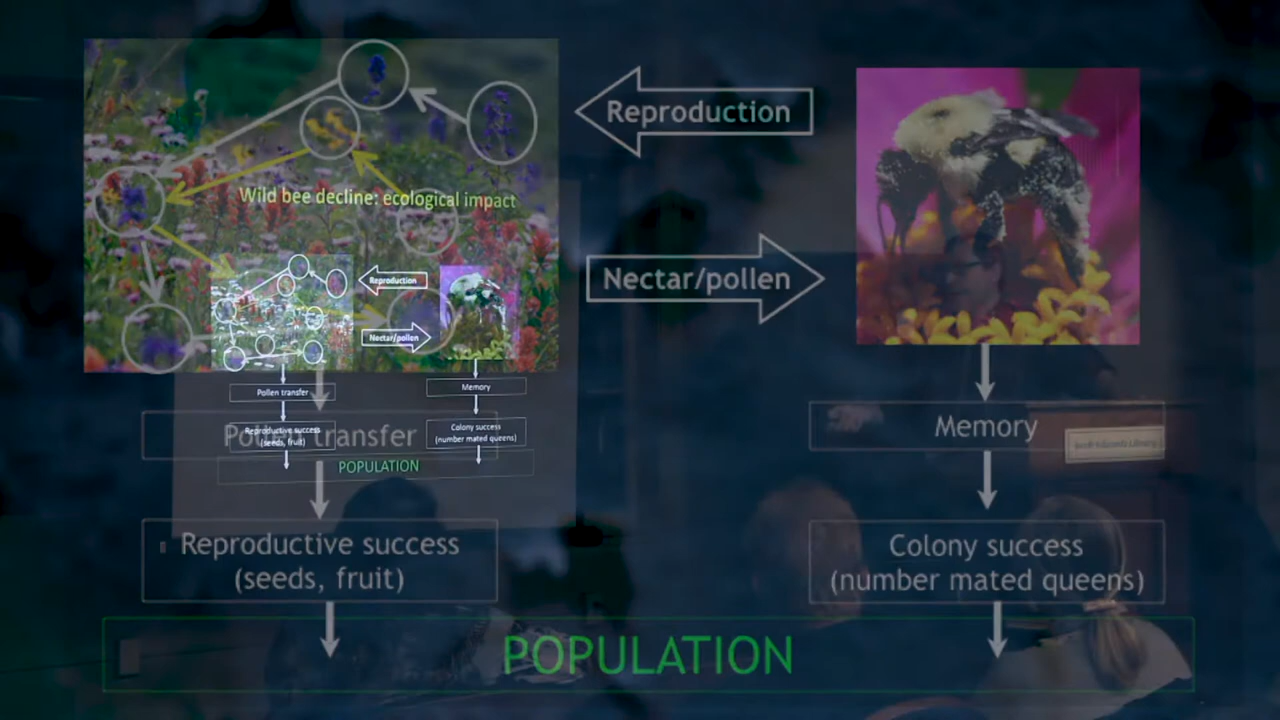 Reproduction
Wild bee decline: ecological impact
Nectar/pollen
Reproduction
Nectar/pollen
Pollen transfer
Memory
Reproductive success
(seeds, fruit)
Colony success
(number mated queens)
POPULATION
Pollen transfer
Memory
Reproductive success
(seeds, fruit)
Colony success
(number mated queens)
POPULATION